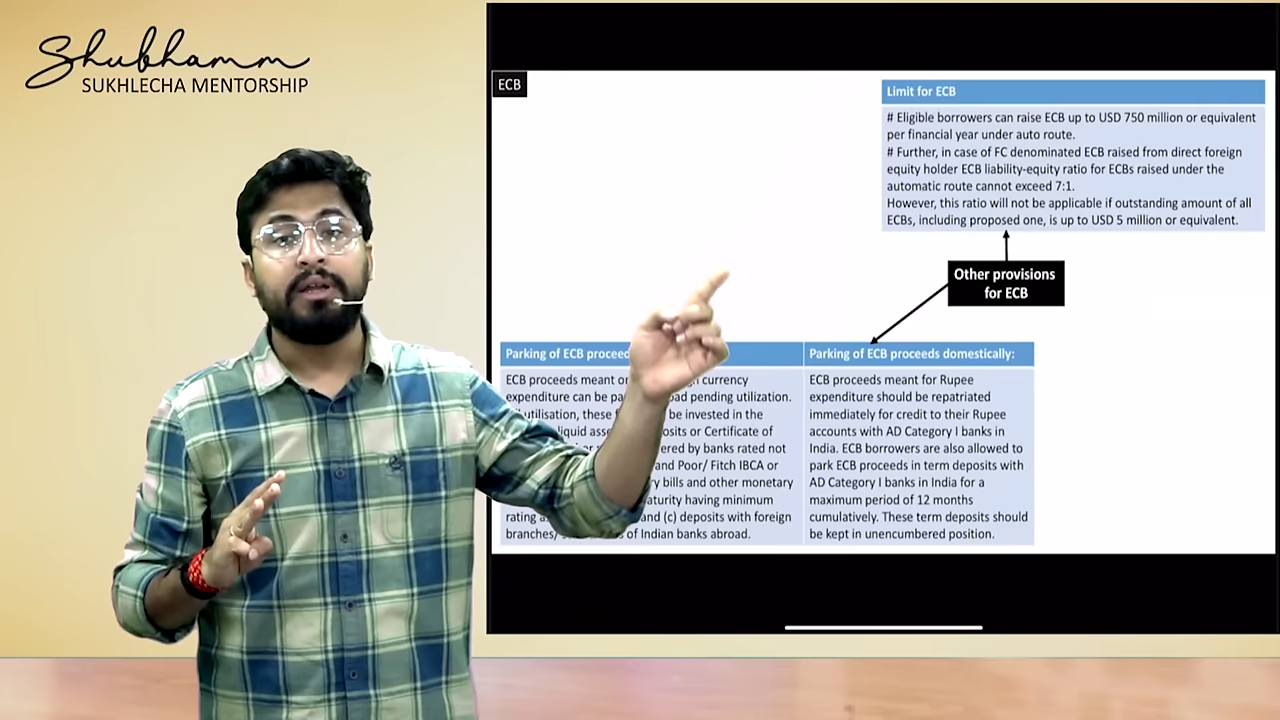 Shubhamm
SUKHLECHA MENTORSHIP
ECB
Limit for ECB
# Eligible borrowers can raise ECB up to USD 750 million or equivalent
per financial year under auto route.
# Further, in case of FC denominated ECB raised from direct foreign
equity holder ECB liability-equity ratio for ECBs raised under the
automatic route cannot exceed 7:1.
However, this ratio will not be applicable if outstanding amount of all
ECBs, including proposed one, is up to USD 5 million or equivalent.
Other provisions
for ECB
Parking of ECB
ECB proceeds meant currency
expenditure can be pending utilization.
utilisation, these be invested in the
liquid
Certificate of
by banks rated not
and Poor/ Fitch IBCA or
bills and other monetary
having minimum
rating and (c) deposits with foreign
branches/ of Indian banks abroad.
Parking of ECB proceeds domestically:
ECB proceeds meant for Rupee
expenditure should be repatriated
immediately for credit to their Rupee
accounts with AD Category I banks in
India. ECB borrowers are also allowed to
park ECB proceeds in term deposits with
AD Category I banks in India for a
maximum period of 12 months
cumulatively. These term deposits should
be kept in unencumbered position.